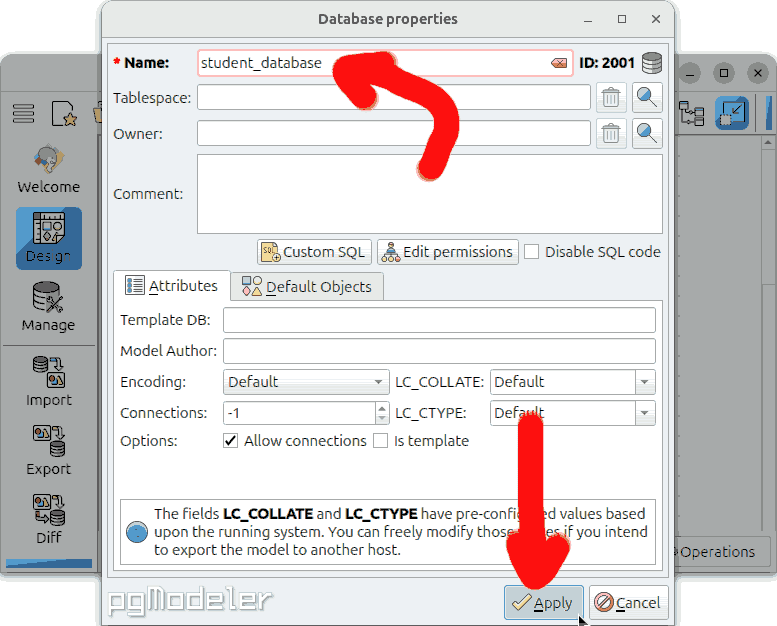 Database properties
* Name: student_database ID: 2001
Tablespace:
Owner:
Welcome
Comment:
Design
Custom SQL Edit permissions Disable SQL code
Attributes Default Objects
Manage
Template DB:
Model Author:
Encoding: Default LC_COLLATE: Default
Import
Connections: -1 LC_CTYPE: Default
Options: Allow connections Is template
Export
The fields LC_COLLATE and LC_CTYPE have pre-configured values based
upon the running system. You can freely modify those values if you intend
to export the model to another host.
Diff
Operations
pgModeler
Apply Cancel